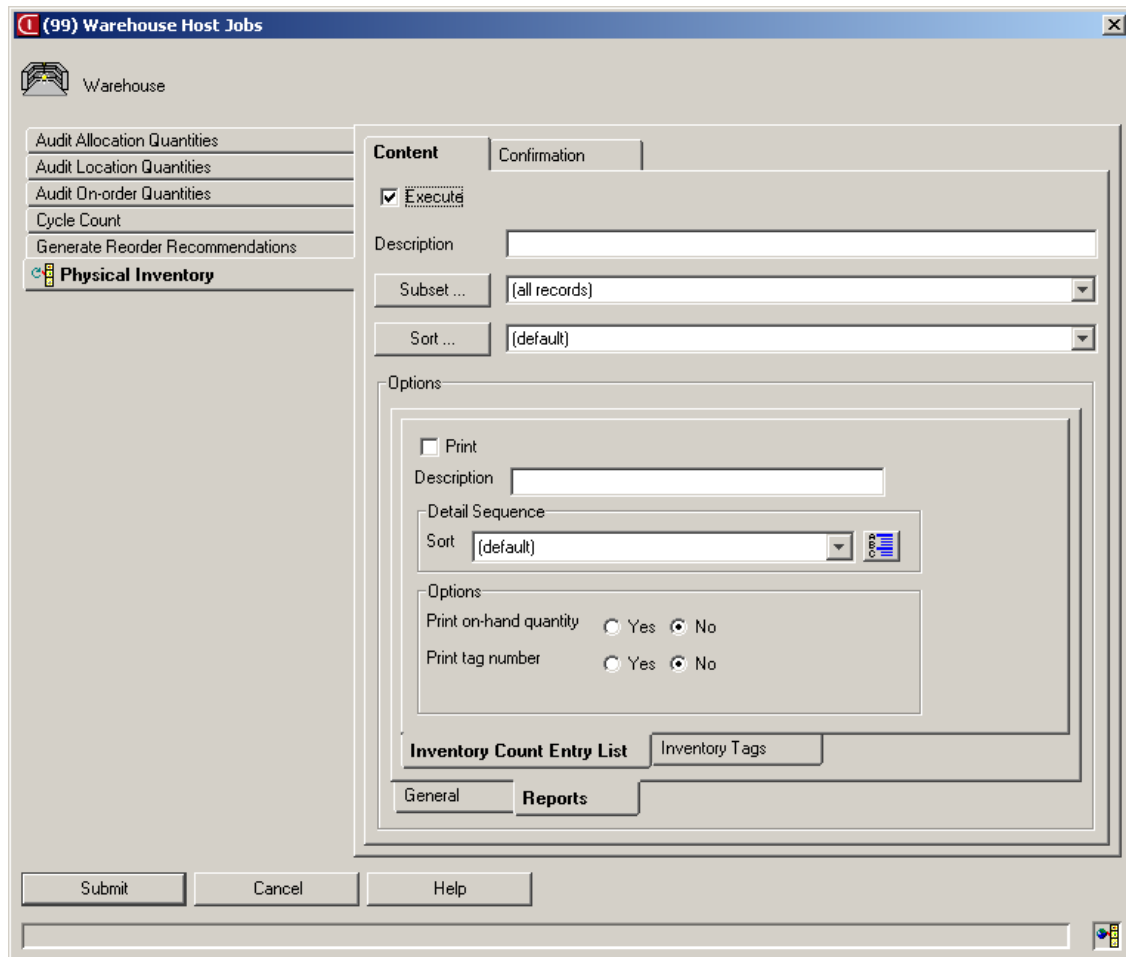 (99) Warehouse Host Jobs
Warehouse
Audit Allocation Quantities
Audit Location Quantities
Audit On-order Quantities
Cycle Count
Generate Reorder Recommendations
Physical Inventory
Content Confirmation
Execute
Description
Subset ... (all records)
Sort ... (default)
Options
Print
Description
Detail Sequence
Sort (default)
Options
Print on-hand quantity Yes No
Print tag number Yes No
Inventory Count Entry List Inventory Tags
General Reports
Submit Cancel Help